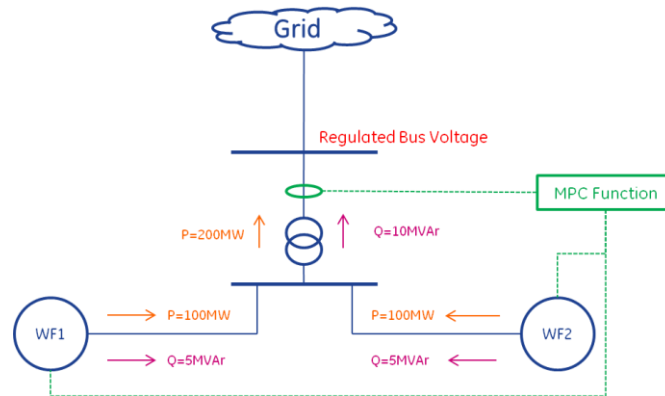 Grid
Regulated Bus Voltage
MPC Function
P=200MW
Q=10MVAr
WF1
P=100MW
Q=5MVAr
P=100MW
Q=5MVAr
WF2